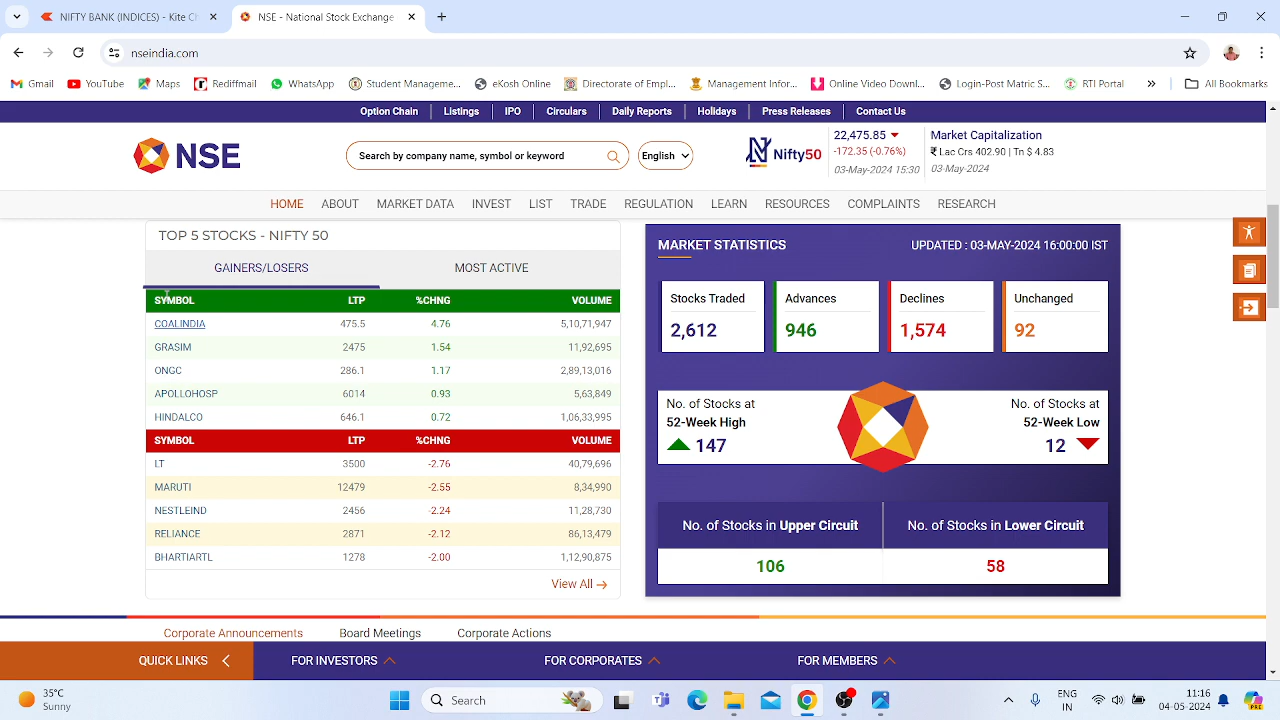 NIFTY BANK (INDICES) Kite Ch
NSE - National Stock Exchange
nseindia.com
Gmail YouTube Maps Rediffmail WhatsApp Student Manageme... eKosh Online Directorate of Empl... Management Infor... Online Video Downl... Login-Post Matric S... RTI Portal » All Bookmarks
Option Chain Listings IPO Circulars Daily Reports Holidays Press Releases Contact Us
NSE
Search by company name, symbol or keyword
English
Nifty50
22,475.85
-172.35 (-0.76%)
03-May-2024 15:30
Market Capitalization
₹ Lac Crs 402.90 | Tn $ 4.83
03-May-2024
HOME ABOUT MARKET DATA INVEST LIST TRADE REGULATION LEARN RESOURCES COMPLAINTS RESEARCH
TOP 5 STOCKS - NIFTY 50
GAINERS/LOSERS MOST ACTIVE
SYMBOL LTP %CHNG VOLUME
COALINDIA 475.5 4.76 5,10,71,947
GRASIM 2475 1.54 11,92,695
ONGC 286.1 1.17 2,89,13,016
APOLLOHOSP 6014 0.93 5,63,849
HINDALCO 646.1 0.72 1,06,33,995
SYMBOL LTP %CHNG VOLUME
LT 3500 -2.76 40,79,696
MARUTI 12479 -2.55 8,34,990
NESTLEIND 2456 -2.24 11,28,730
RELIANCE 2871 -2.12 86,13,479
BHARTIARTL 1278 -2.00 1,12,90,875
View All
MARKET STATISTICS UPDATED : 03-MAY-2024 16:00:00 IST
Stocks Traded Advances Declines Unchanged
2,612 946 1,574 92
No. of Stocks at
52-Week High
147
No. of Stocks at
52-Week Low
12
No. of Stocks in Upper Circuit No. of Stocks in Lower Circuit
106 58
Corporate Announcements Board Meetings Corporate Actions
QUICK LINKS FOR INVESTORS FOR CORPORATES FOR MEMBERS
35°C
Sunny
Search
ENG
IN
11:16
04-05-2024
PRE